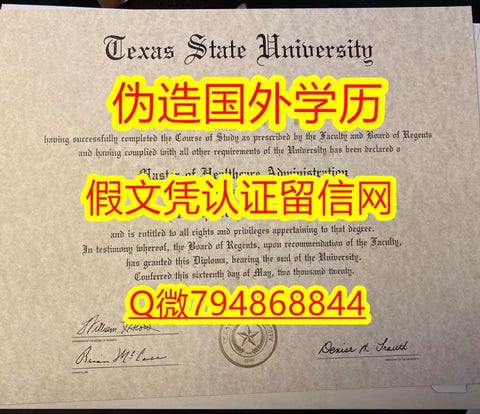 Texas State University
伪造国外学历
having successfully completed the Course of Study as prescribed by the Faculty and Board of Regents
and having complied with all other requirements of the University has been declared a
Master of Healthcare Administration
假文凭认证留信网
and is entitled to all rights and privileges appertaining to that degree.
In testimony whereof, the Board of Regents, upon recommendation of the Faculty,
has granted this Diploma, bearing the seal of the University.
Conferred this sixteenth day of May, two thousand twenty.
Q微794868844